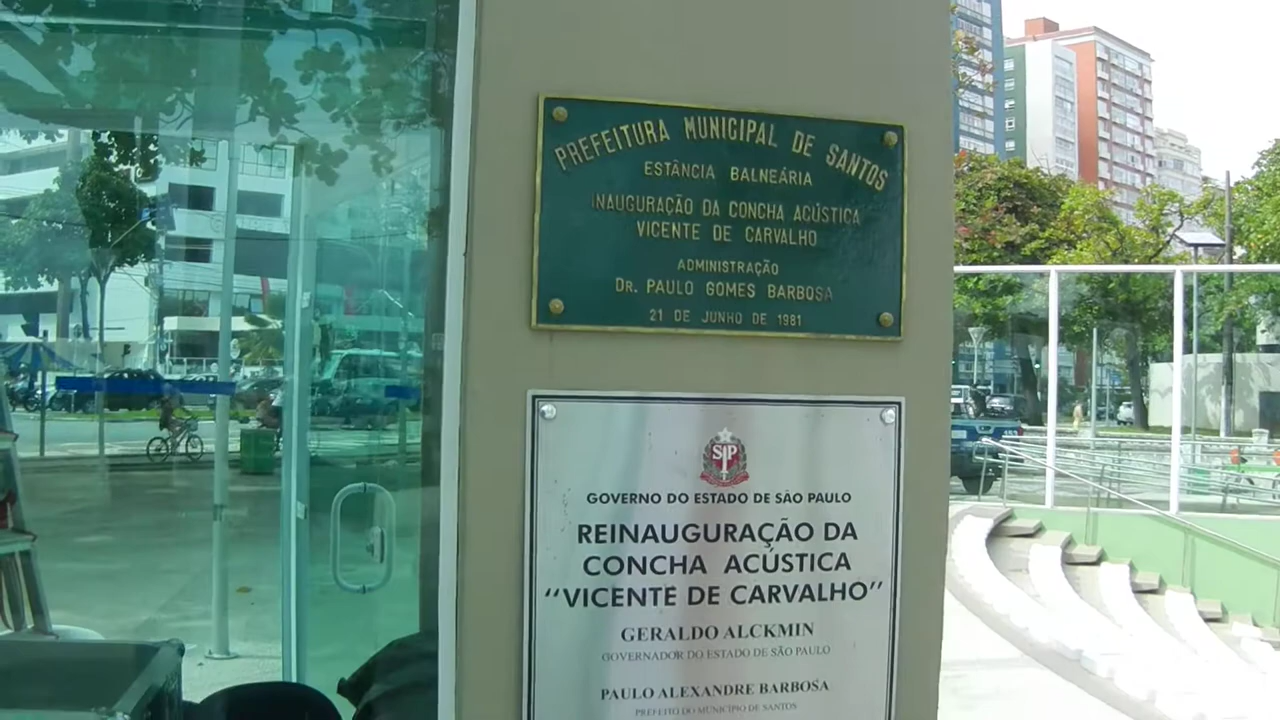 PREFEITURA MUNICIPAL DE SANTOS
ESTÂNCIA BALNEÁRIA
INAUGURAÇÃO DA CONCHA ACÚSTICA
VICENTE DE CARVALHO
ADMINISTRAÇÃO
DR. PAULO GOMES BARBOSA
21 DE JUNHO DE 1981
SP
GOVERNO DO ESTADO DE SÃO PAULO
REINAUGURAÇÃO DA
CONCHA ACÚSTICA
“VICENTE DE CARVALHO”
GERALDO ALCKMIN
GOVERNADOR DO ESTADO DE SÃO PAULO
PAULO ALEXANDRE BARBOSA
PREFEITO DO MUNICÍPIO DE SANTOS